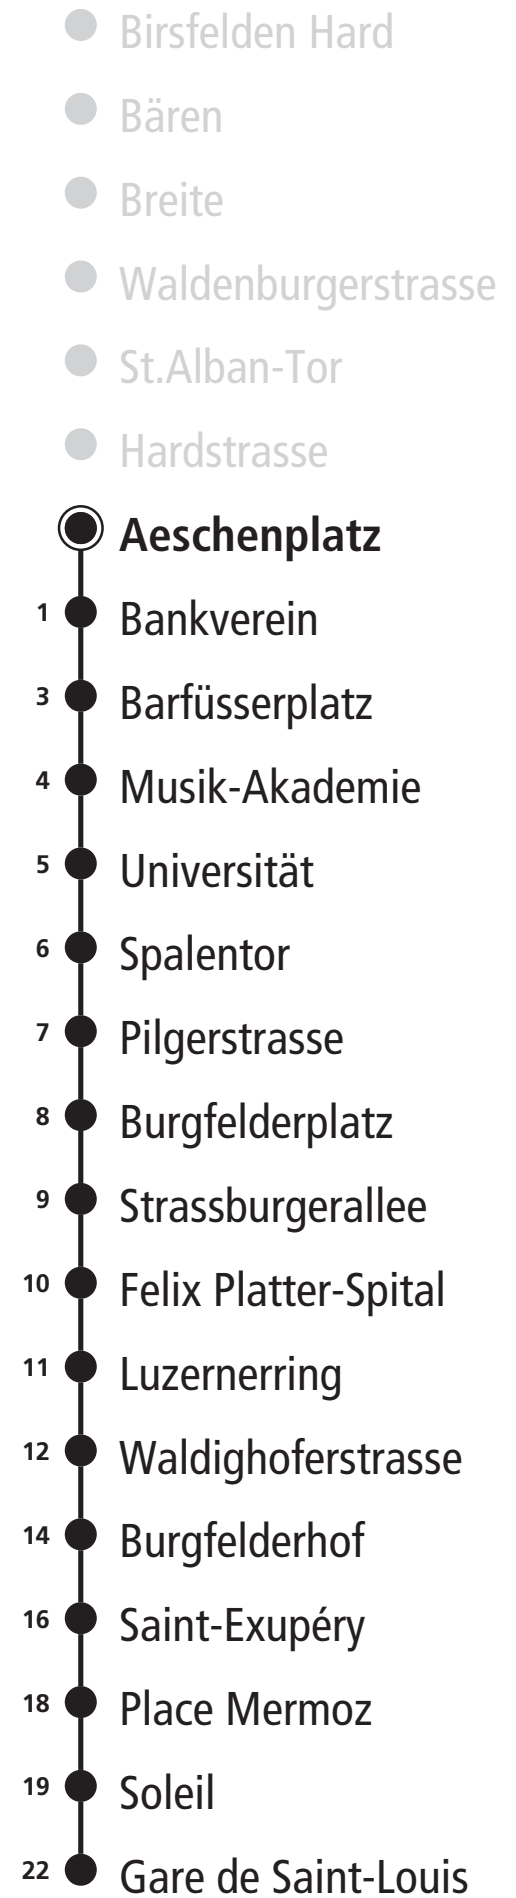 Birsfelden Hard
Bären
Breite
Waldenburgerstrasse
St.Alban-Tor
Hardstrasse
Aeschenplatz
1 Bankverein
3 Barfüsserplatz
4 Musik-Akademie
5 Universität
6 Spalentor
7 Pilgerstrasse
8 Burgfelderplatz
9 Strassburgerallee
10 Felix Platter-Spital
11 Luzernerring
12 Waldighoferstrasse
14 Burgfelderhof
16 Saint-Exupéry
18 Place Mermoz
19 Soleil
22 Gare de Saint-Louis